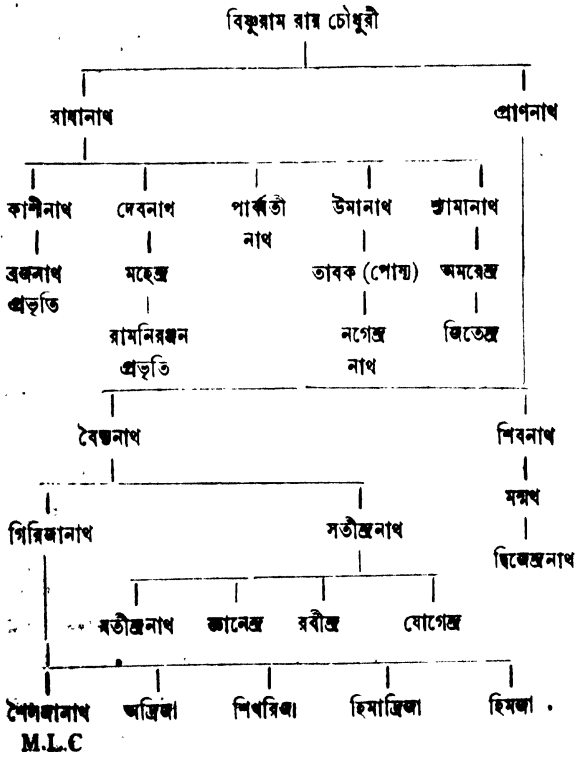 বিষ্ণুরাম রায় চৌধুরী
রাধানাথ প্রাণনাথ
কাশীনাথ দেবনাথ পার্ব্বতী উমানাথ শ্যামানাথ
নাথ
ব্রজনাথ মহেন্দ্র তারক (পোষ্য) অমরেন্দ্র
প্রভৃতি
রামনিরঞ্জন নগেন্দ্র জিতেন্দ্র
প্রভৃতি নাথ
বৈদ্যনাথ শিবনাথ
মন্মথ
গিরিজানাথ সতীন্দ্রনাথ
দ্বিজেন্দ্রনাথ
যতীন্দ্রনাথ জ্ঞানেন্দ্র রবীন্দ্র যোগেন্দ্র
শৈলজানাথ অদ্রিজা শিখরিজা হিমাদ্রিজা হিমজা .
M.L.C